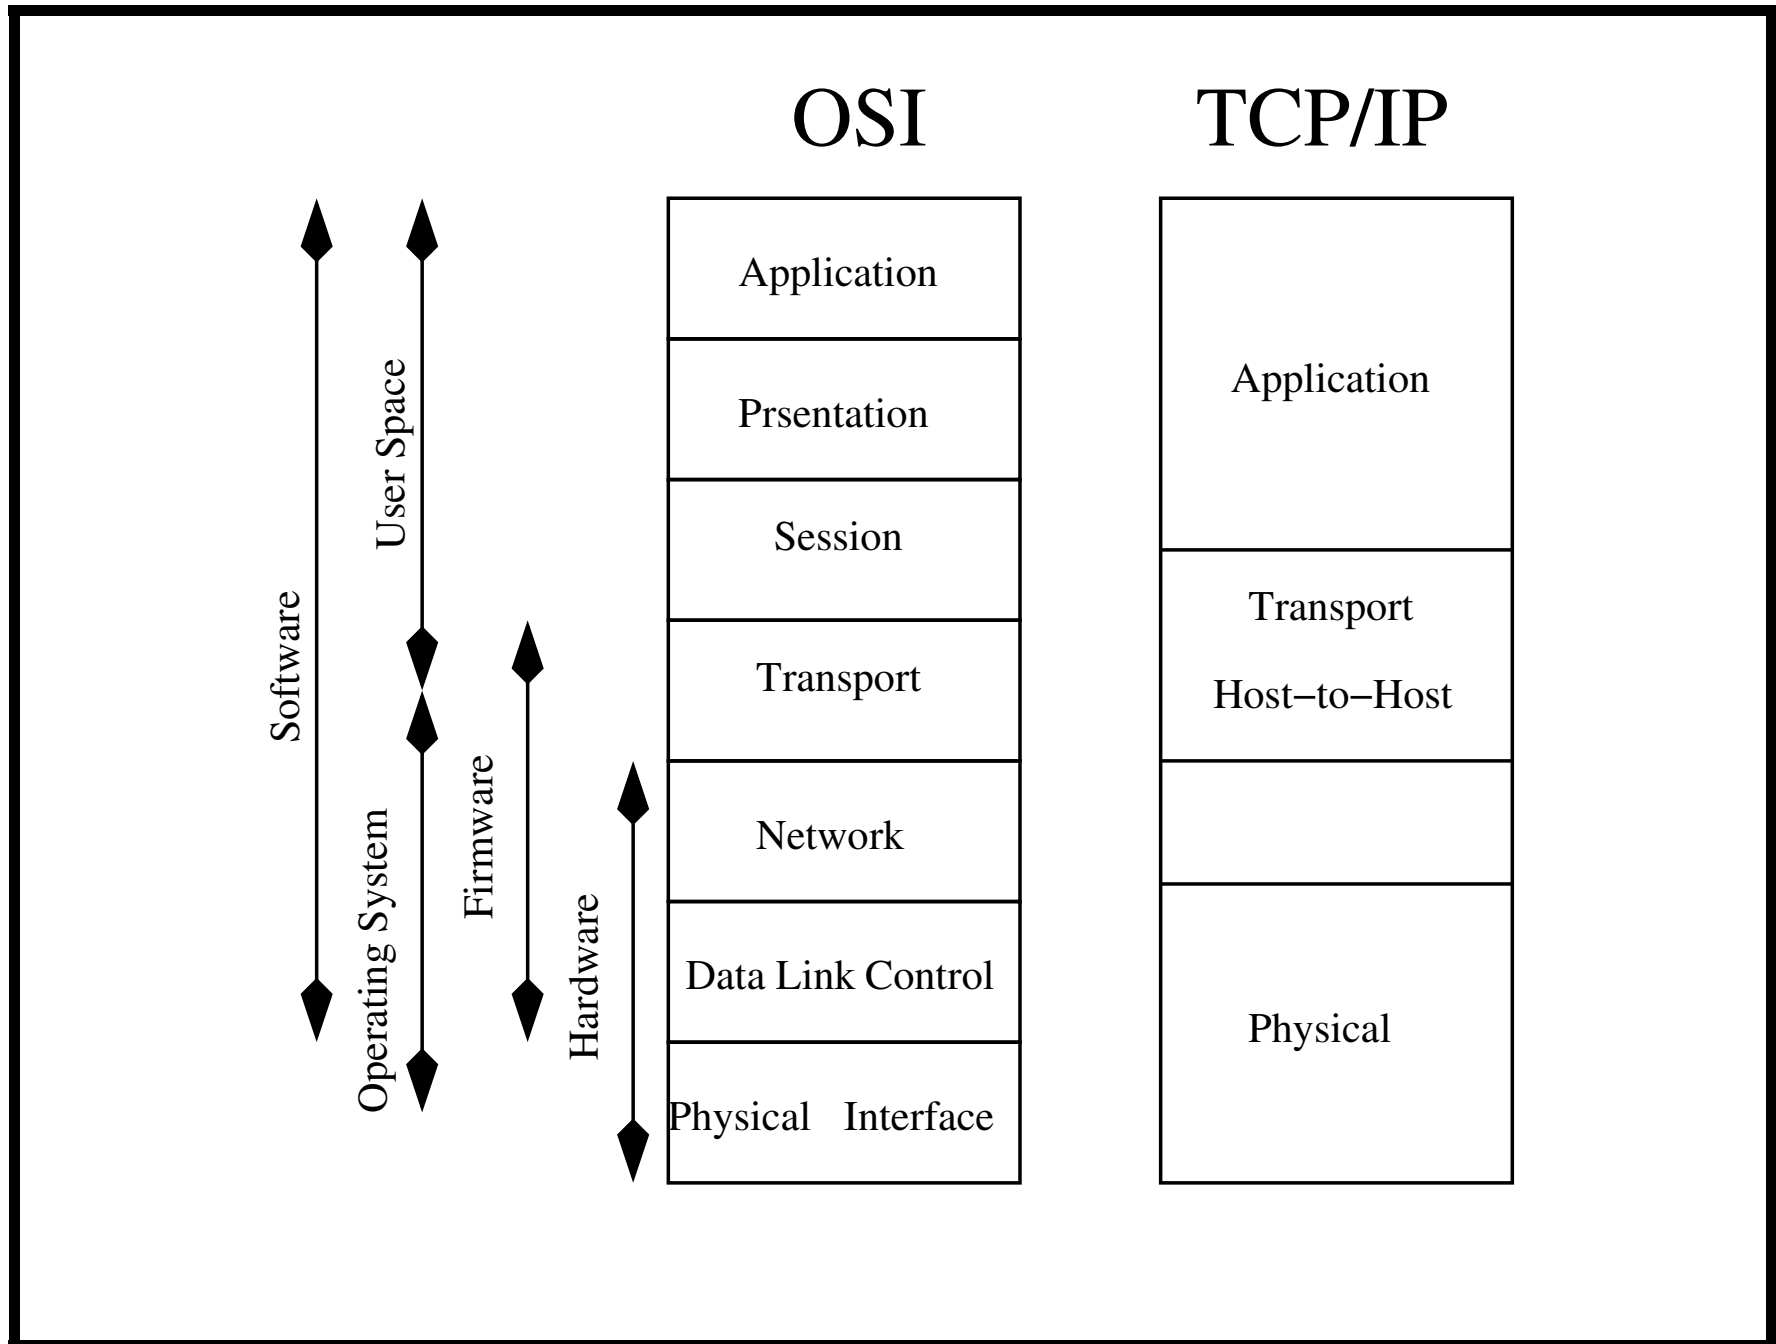 OSI
TCP/IP
Software
User Space
Operating System
Firmware
Hardware
Application
Prsentation
Session
Transport
Network
Data Link Control
Physical Interface
Application
Transport
Host-to-Host
Physical